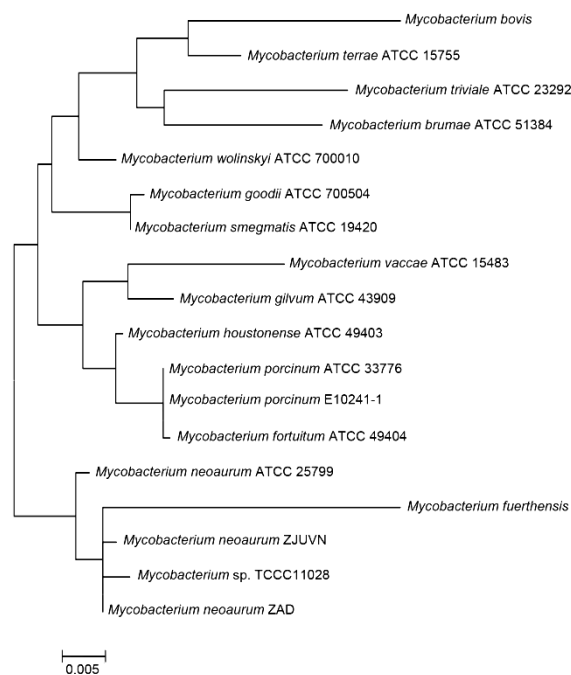 Mycobacterium bovis
Mycobacterium terrae ATCC 15755
Mycobacterium triviale ATCC 23292
Mycobacterium brumae ATCC 51384
Mycobacterium wolinskyi ATCC 700010
Mycobacterium goodii ATCC 700504
Mycobacterium smegmatis ATCC 19420
Mycobacterium vaccae ATCC 15483
Mycobacterium gilvum ATCC 43909
Mycobacterium houstonense ATCC 49403
Mycobacterium porcinum ATCC 33776
Mycobacterium porcinum E10241-1
Mycobacterium fortuitum ATCC 49404
Mycobacterium neoaurum ATCC 25799
Mycobacterium fuerthensis
Mycobacterium neoaurum ZJUVN
Mycobacterium sp. TCCC11028
Mycobacterium neoaurum ZAD
0.005